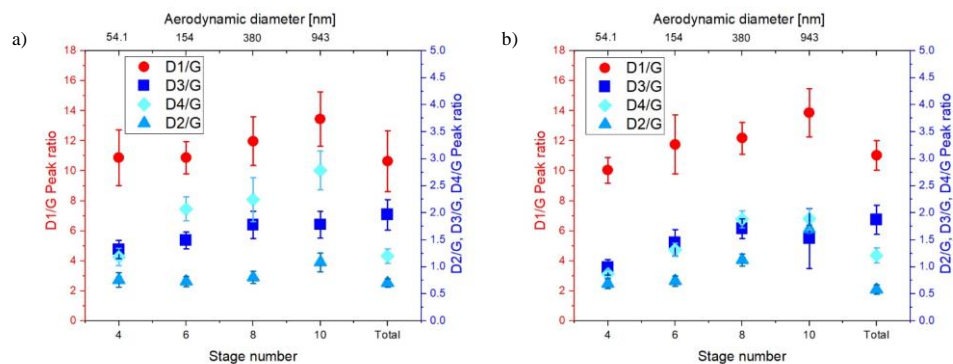 a)
Aerodynamic diameter [nm]
54.1 154 380 943
18 5.0
16 4.5
14 4.0
12 3.5
10 3.0
8 2.5
6 2.0
4 1.5
2 1.0
0 0.5
0.0
D1/G
D3/G
D4/G
D2/G
D1/G Peak ratio
D2/G, D3/G, D4/G Peak ratio
4 6 8 10 Total
Stage number
b)
Aerodynamic diameter [nm]
54.1 154 380 943
18 5.0
16 4.5
14 4.0
12 3.5
10 3.0
8 2.5
6 2.0
4 1.5
2 1.0
0 0.5
0.0
D1/G
D3/G
D4/G
D2/G
D1/G Peak ratio
D2/G, D3/G, D4/G Peak ratio
4 6 8 10 Total
Stage number